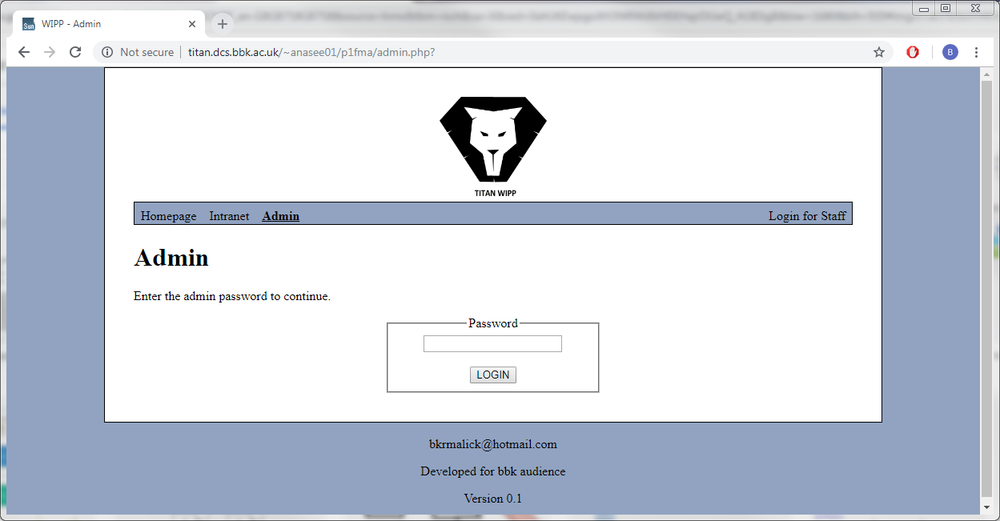 Sun WIPP - Admin
Not secure titan.dcs.bbk.ac.uk/~anasee01/p1fma/admin.php?
B
TITAN WIPP
Homepage Intranet Admin Login for Staff
Admin
Enter the admin password to continue.
Password
LOGIN
bkrmalick@hotmail.com
Developed for bbk audience
Version 0.1